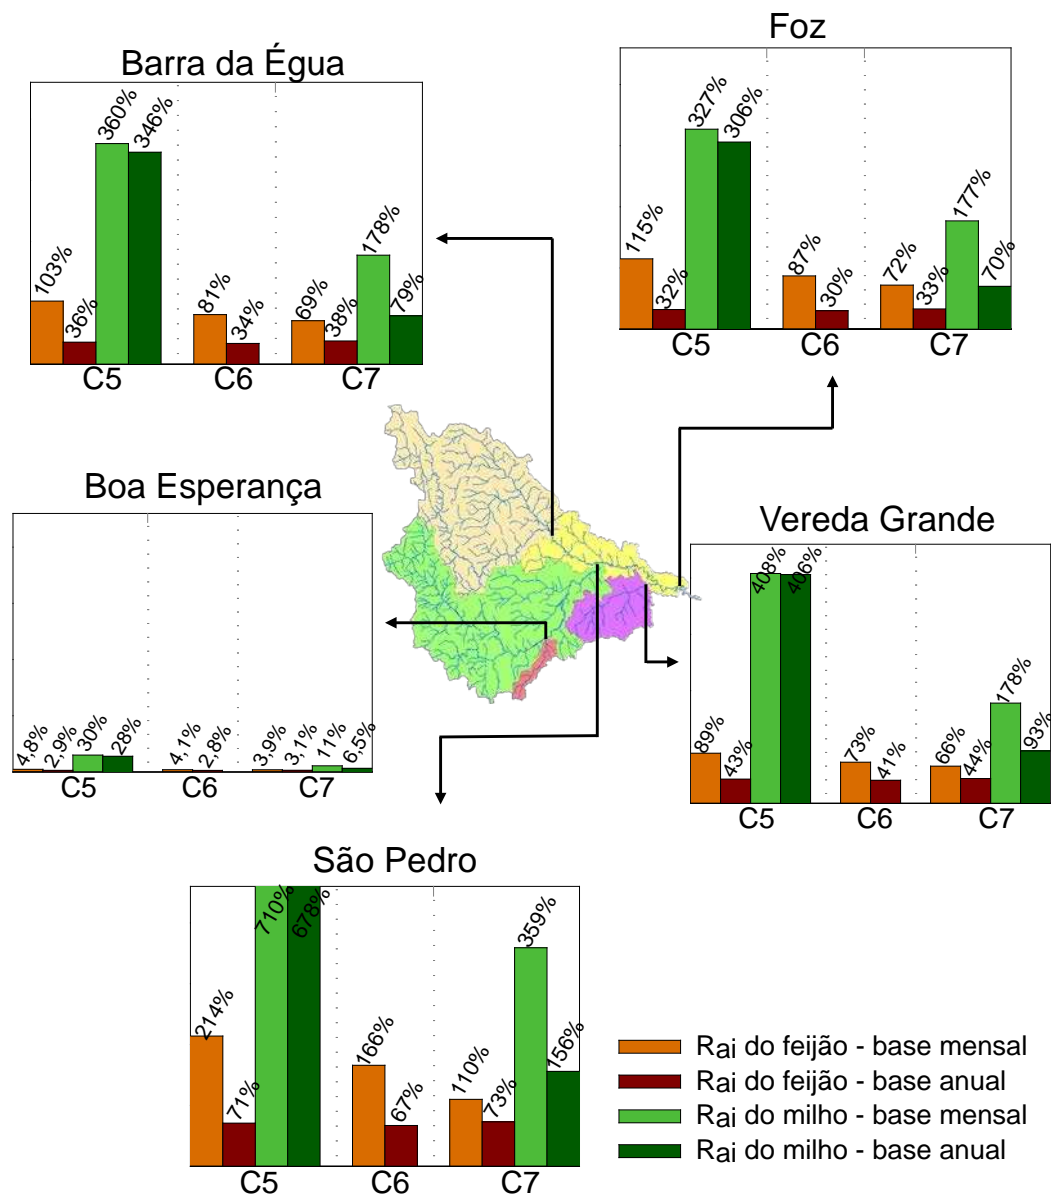 Foz
115%
32%
327%
306%
87%
30%
72%
33%
177%
70%
C5
C6
C7
Barra da Égua
103%
36%
360%
346%
81%
34%
69%
38%
178%
79%
C5
C6
C7
Boa Esperança
4,8%
2,9%
30%
28%
4,1%
2,8%
3,9%
3,1%
11%
6,5%
C5
C6
C7
Vereda Grande
89%
43%
408%
406%
73%
41%
66%
44%
178%
93%
C5
C6
C7
São Pedro
214%
71%
710%
678%
166%
67%
110%
73%
359%
156%
C5
C6
C7
Rai do feijão - base mensal
Rai do feijão - base anual
Rai do milho - base mensal
Rai do milho - base anual